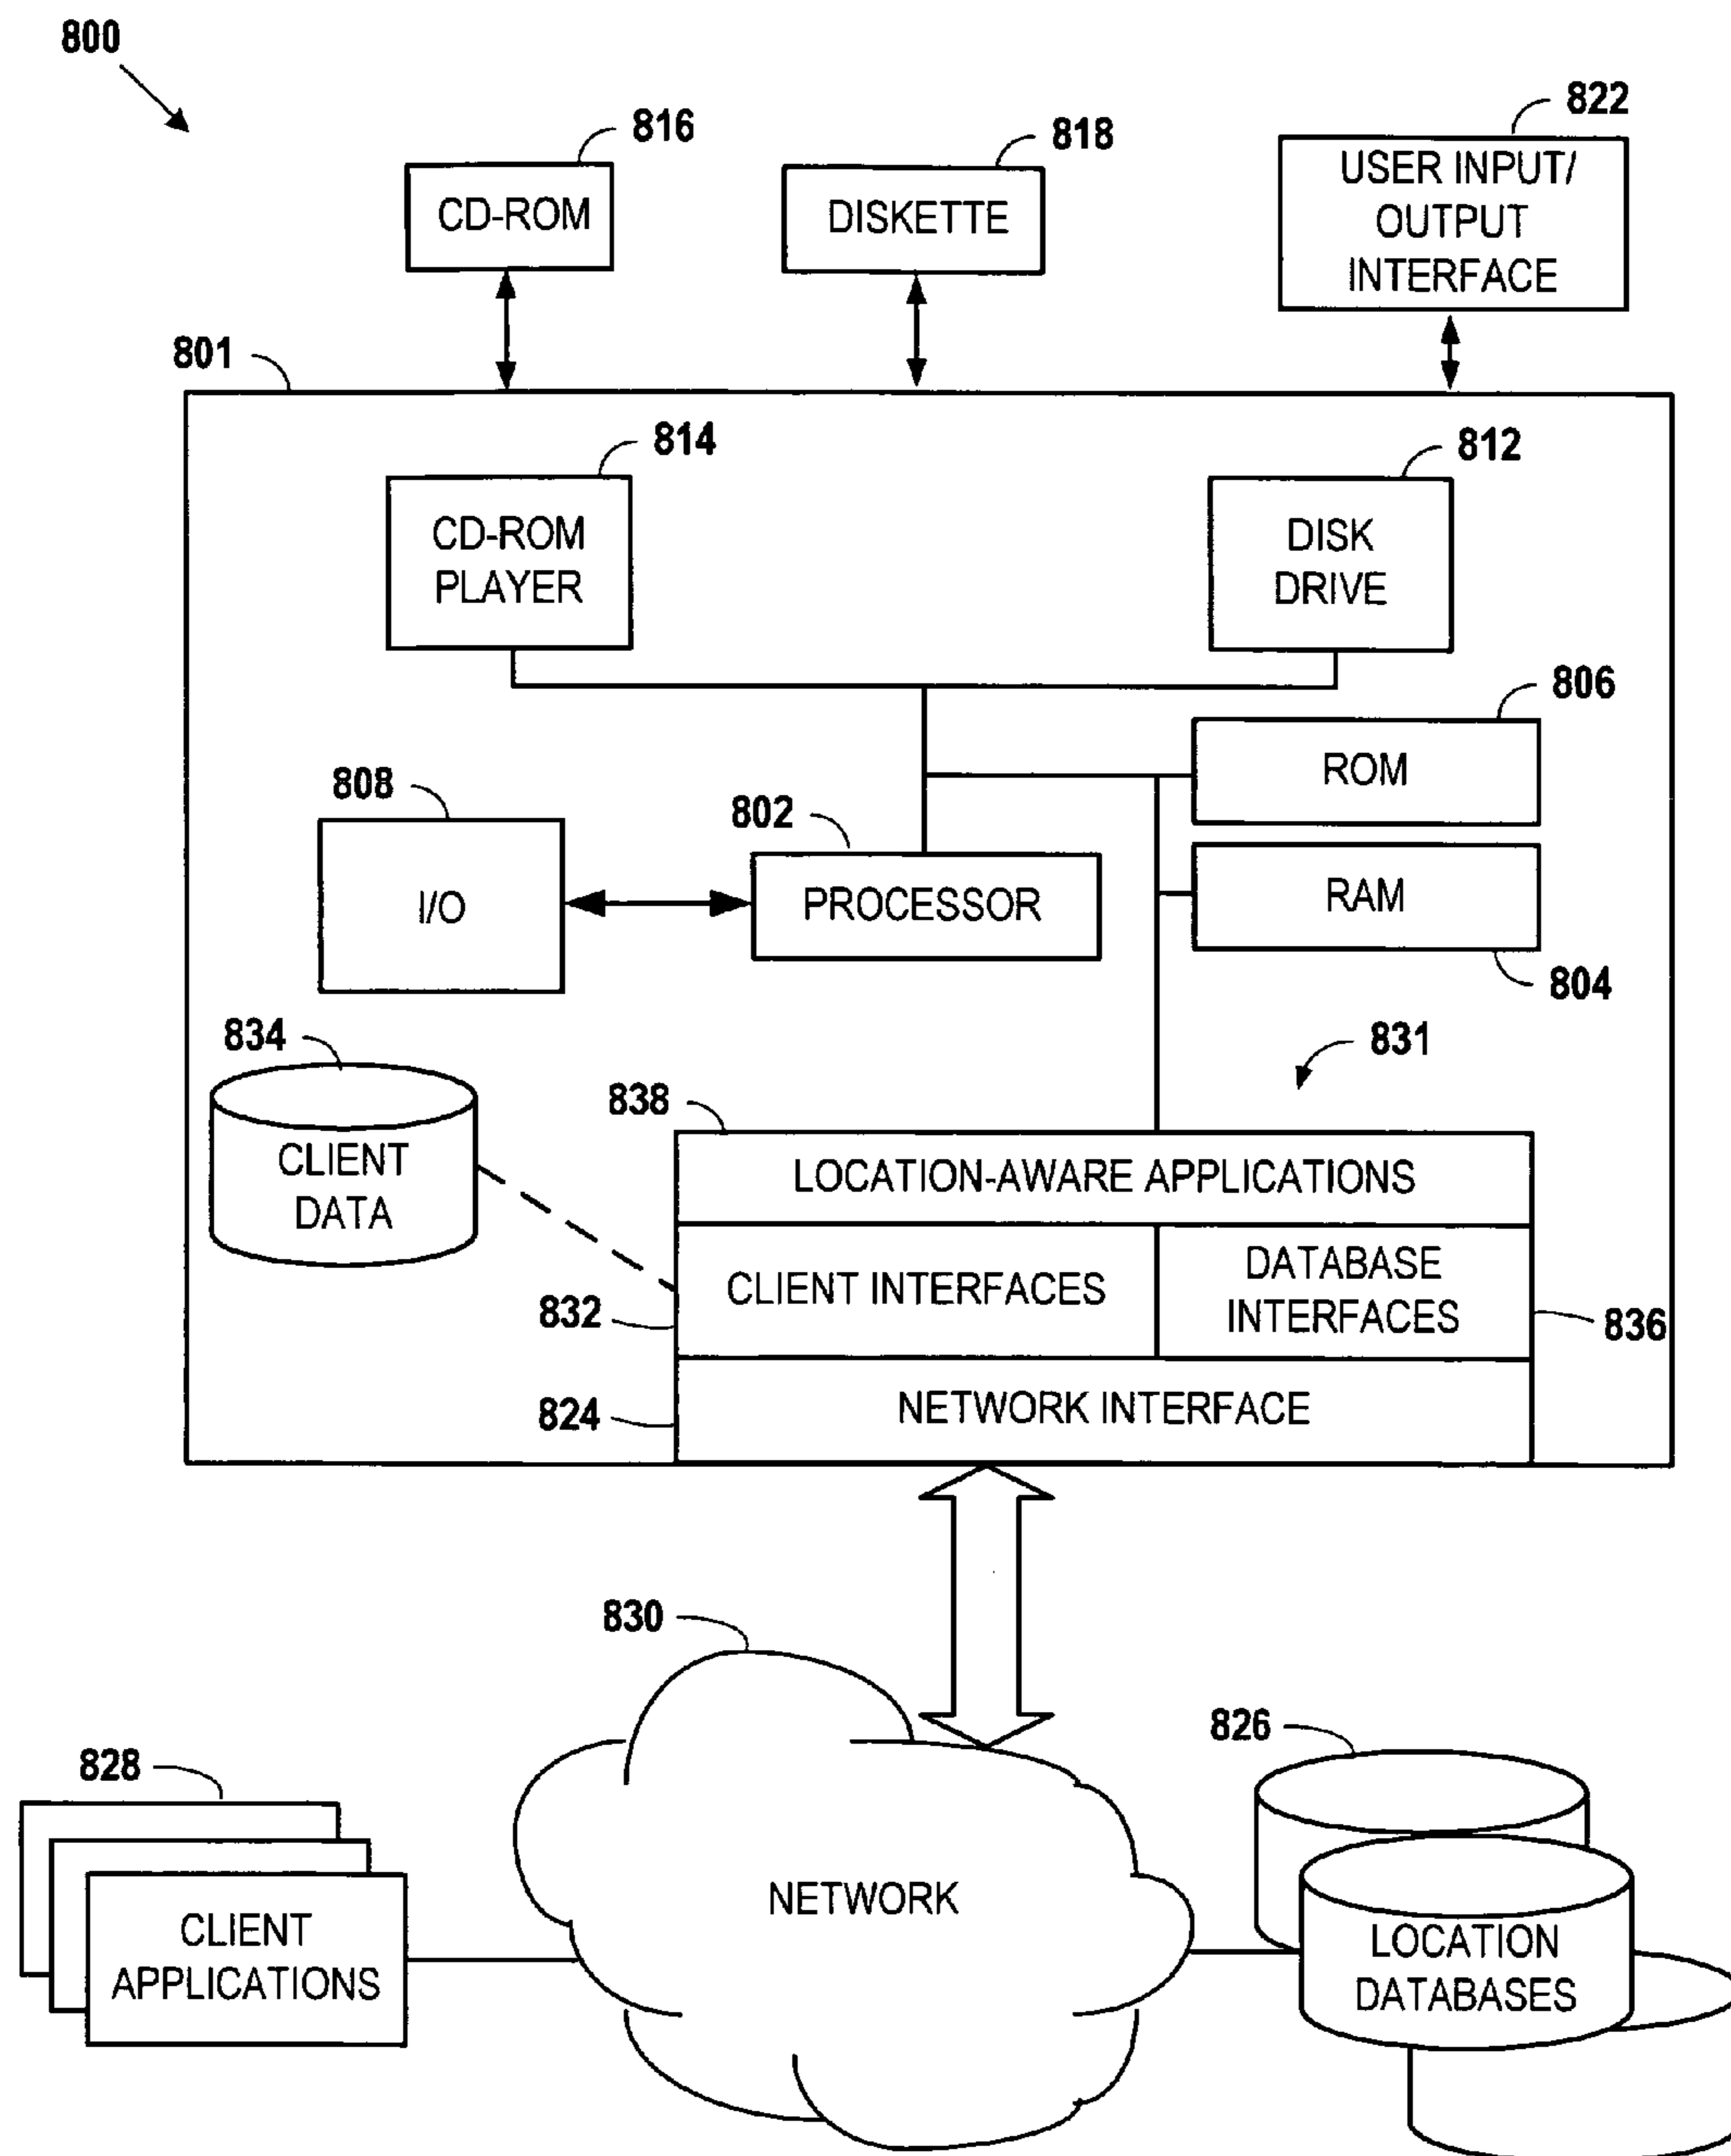 800
816
818
822
CD-ROM
DISKETTE
USER INPUT/
OUTPUT
INTERFACE
801
814
812
CD-ROM
PLAYER
DISK
DRIVE
806
ROM
808
802
I/O
PROCESSOR
RAM
804
834
831
838
CLIENT
DATA
LOCATION-AWARE APPLICATIONS
CLIENT INTERFACES
DATABASE
INTERFACES
832
836
824
NETWORK INTERFACE
830
826
828
NETWORK
CLIENT
APPLICATIONS
LOCATION
DATABASES